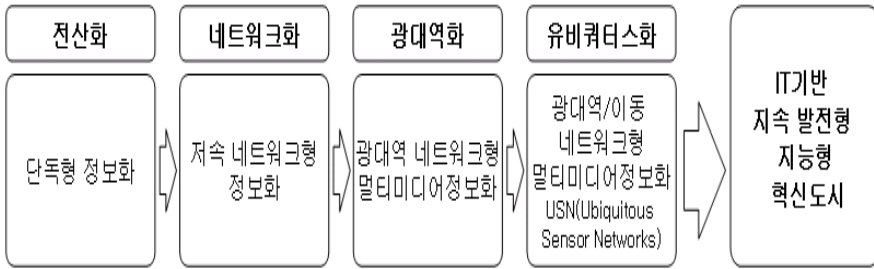 전산화
네트워크화
광대역화
유비쿼터스화
단독형 정보화
저속 네트워크형
정보화
광대역 네트워크형
멀티미디어정보화
광대역/이동
네트워크형
멀티미디어정보화
USN(Ubiquitous
Sensor Networks)
IT기반
지속 발전형
지능형
혁신도시